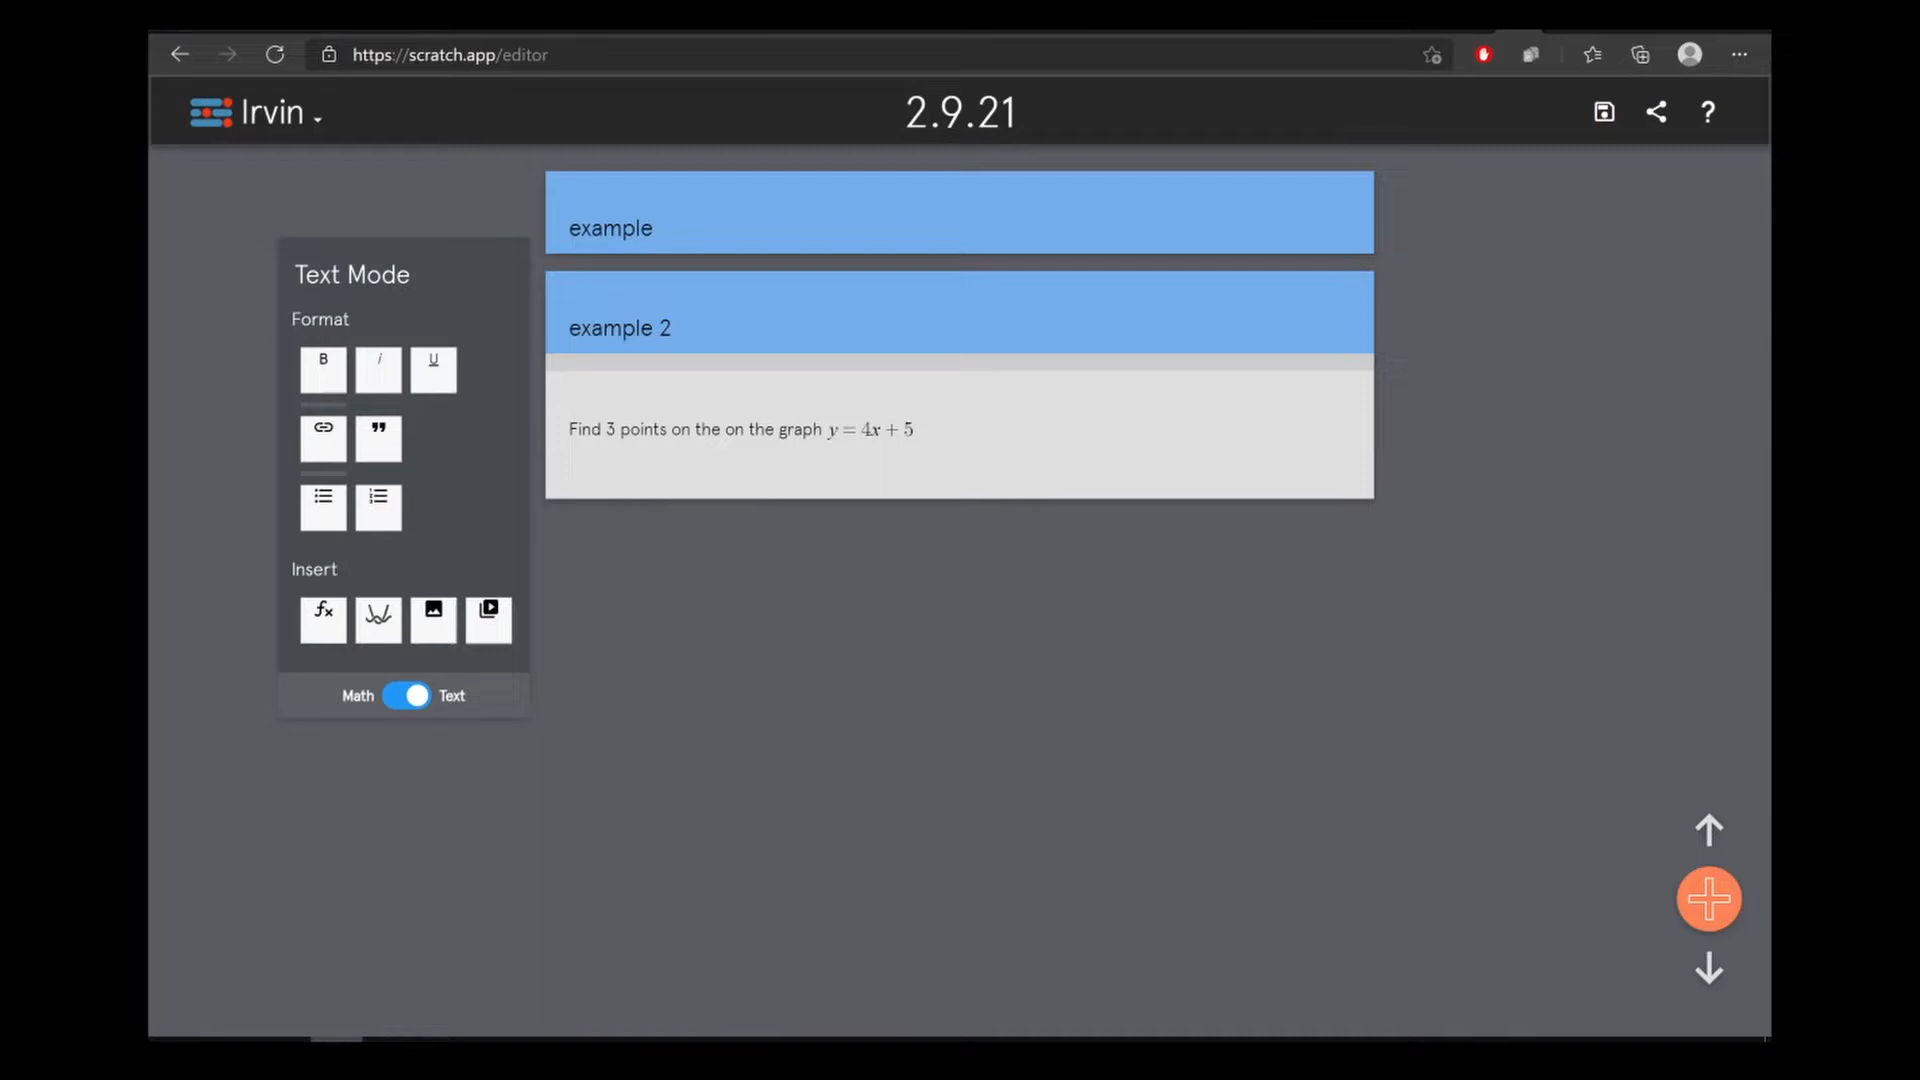 https://scratch.app/editor
Irvin
2.9.21
?
example
Text Mode
Format
B i U
Insert
fx
Math Text
example 2
Find 3 points on the on the graph y = 4x + 5